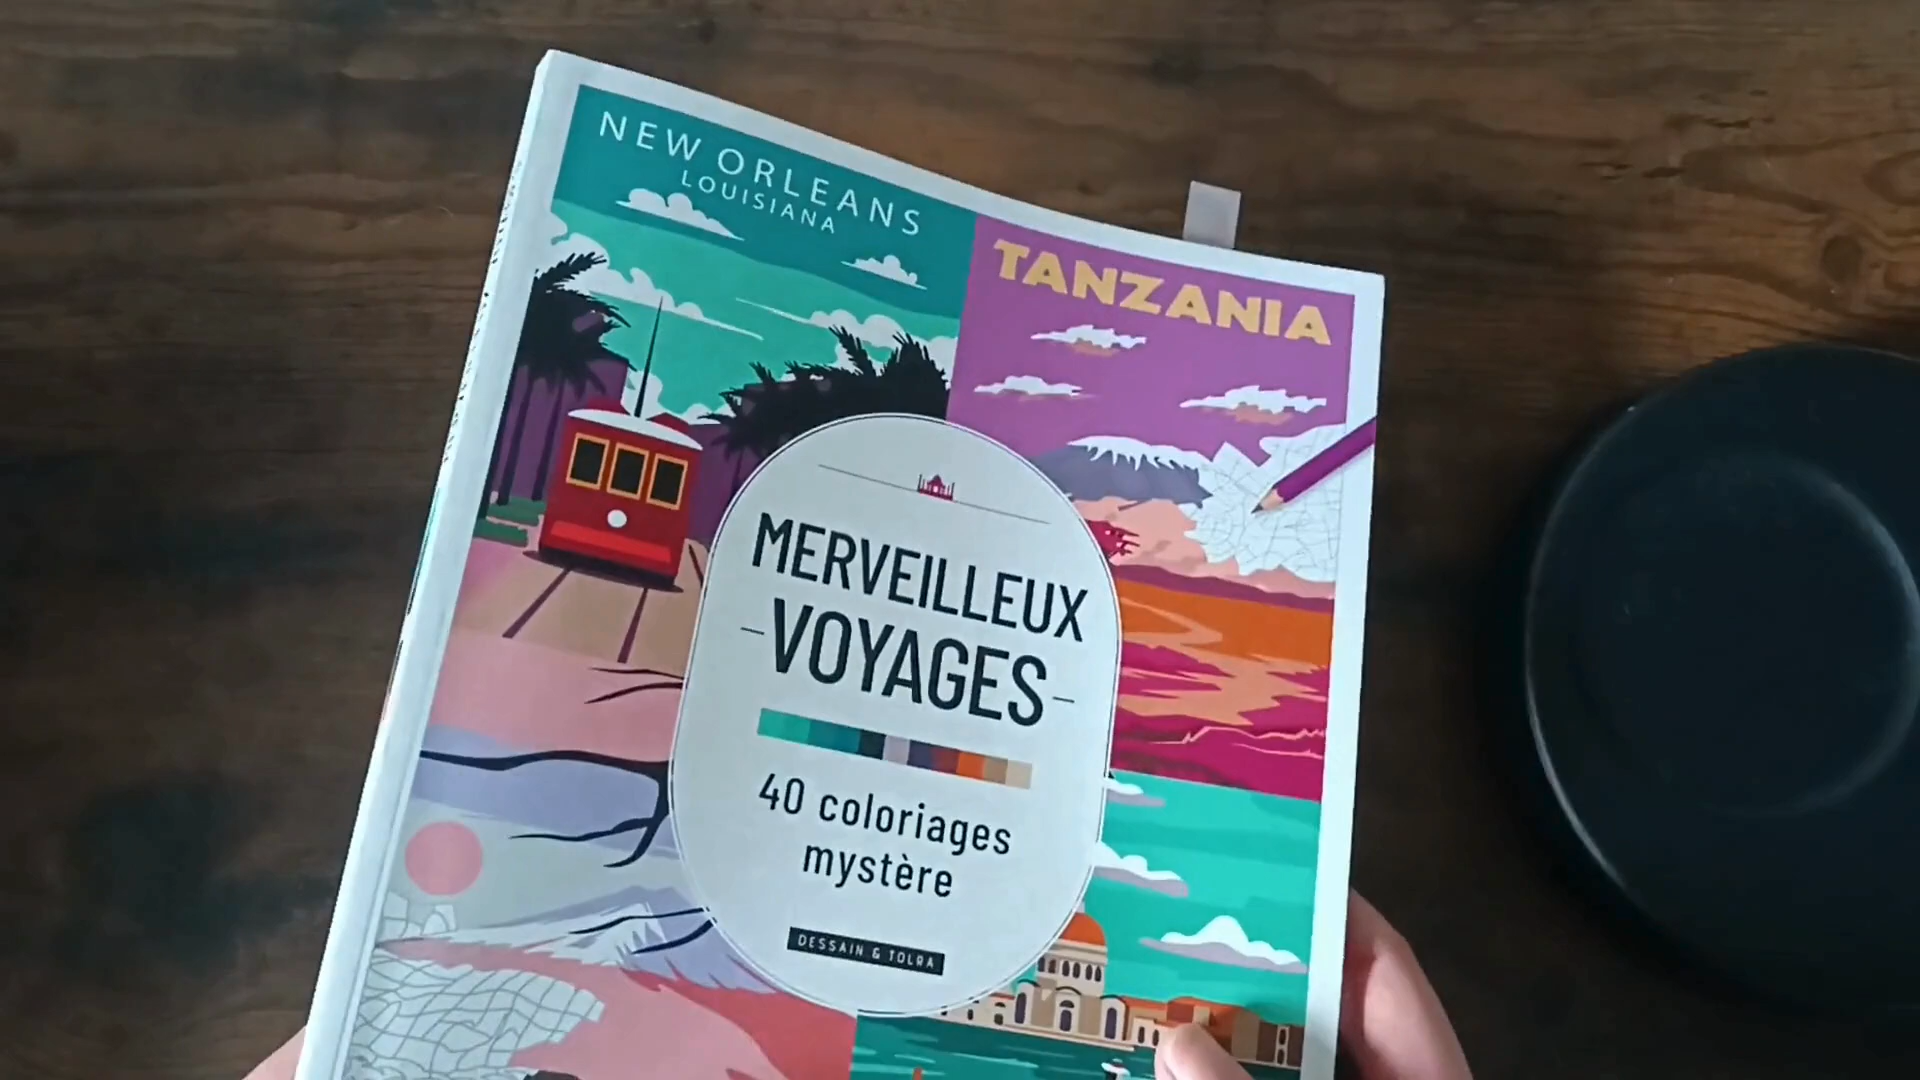 NEW ORLEANS
LOUISIANA
TANZANIA
MERVEILLEUX
VOYAGES
40 coloriages
mystère
DESSAIN & TOLRA